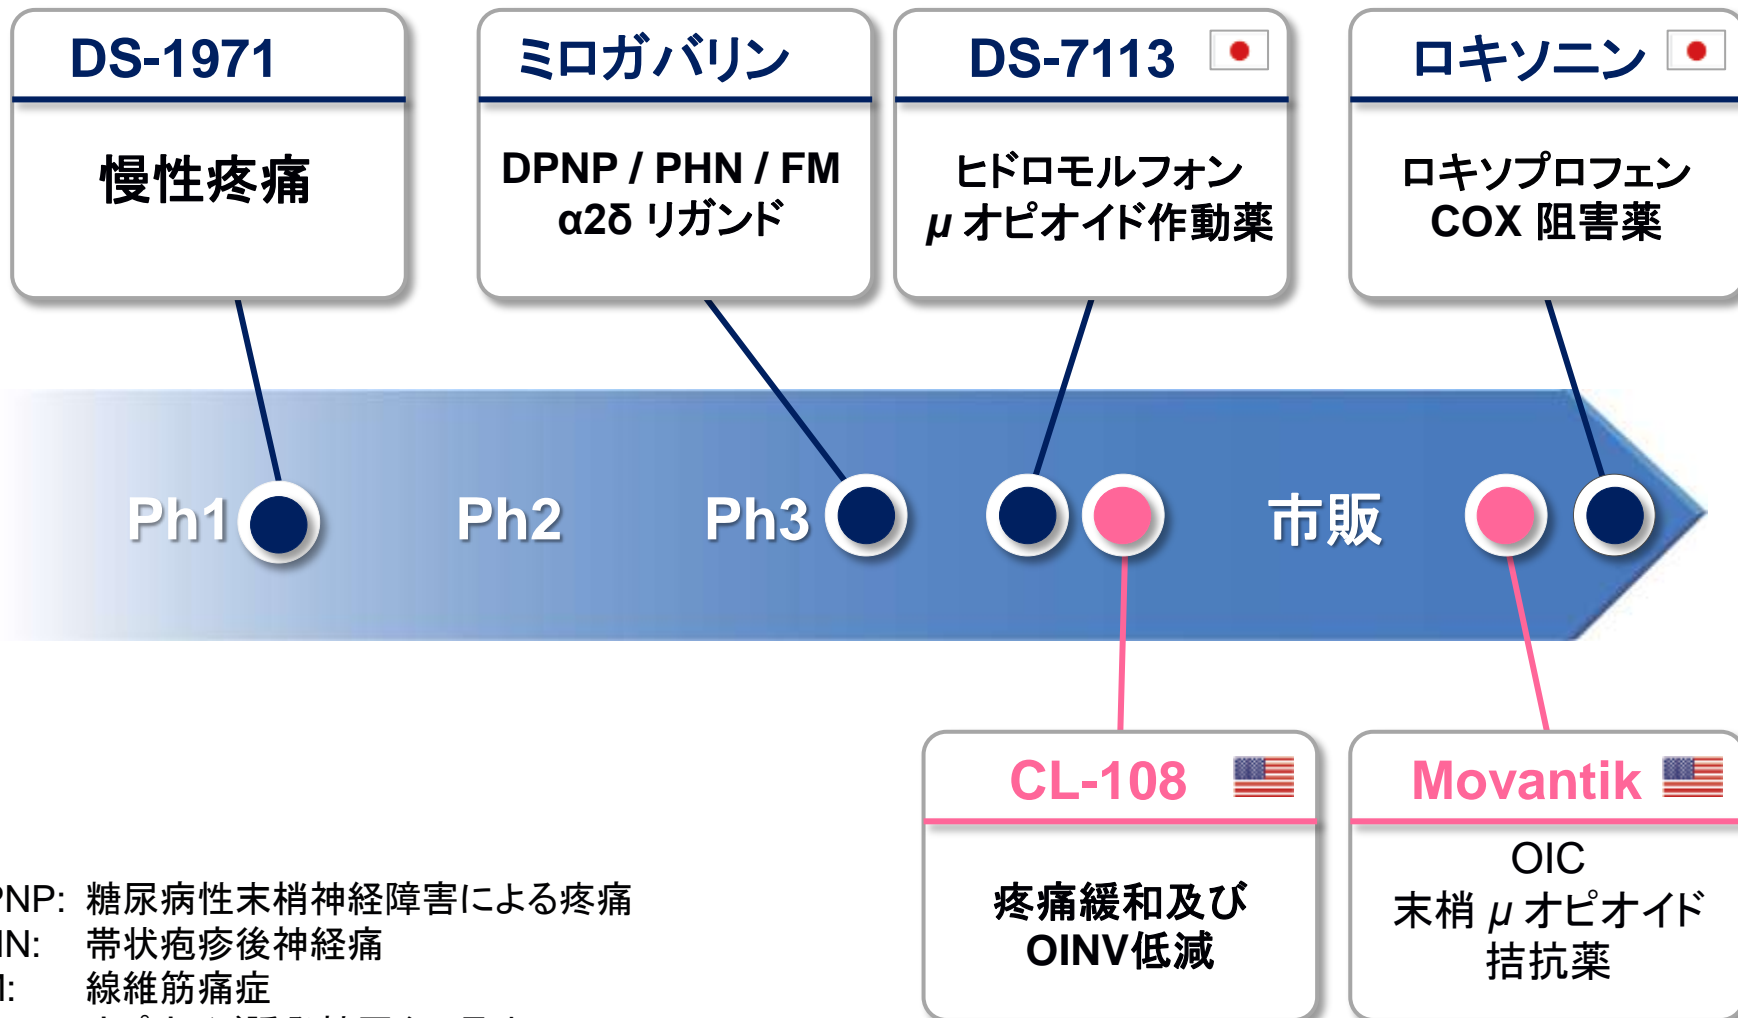 DS-1971
慢性疼痛
ミロガバリン
DPNP / PHN / FM
α2δ リガンド
DS-7113
ヒドロモルフォン
μ オピオイド作動薬
ロキソニン
ロキソプロフェン
COX 阻害薬
Ph1
Ph2
Ph3
市販
CL-108
疼痛緩和及び
OINV低減
Movantik
OIC
末梢 μ オピオイド
拮抗薬
PNP: 糖尿病性末梢神経障害による疼痛
IN: 帯状疱疹後神経痛
: 線維筋痛症